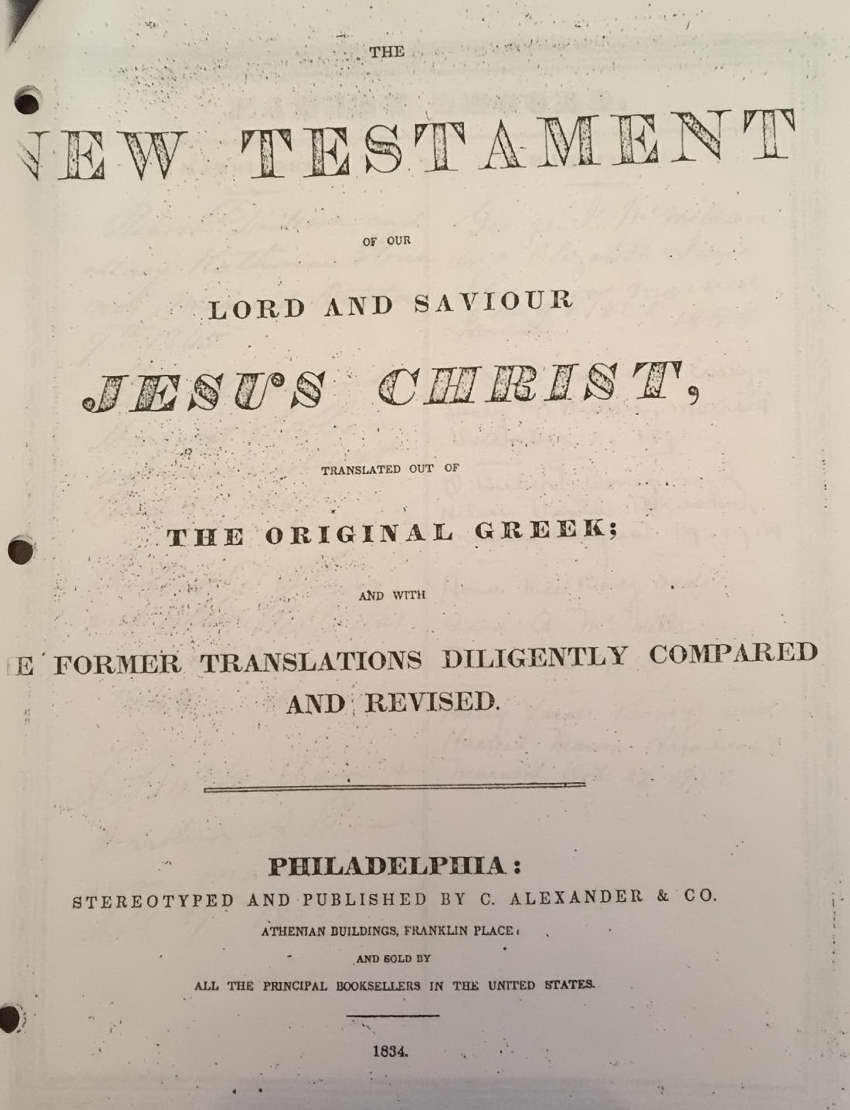 THE
NEW TESTAMENT
OF OUR
LORD AND SAVIOUR
JESUS CHRIST,
TRANSLATED OUT OF
THE ORIGINAL GREEK;
AND WITH
E FORMER TRANSLATIONS DILIGENTLY COMPARED
AND REVISED.
PHILADELPHIA:
STEREOTYPED AND PUBLISHED BY C. ALEXANDER & CO.
ATHENIAN BUILDINGS, FRANKLIN PLACE:
AND SOLD BY
ALL THE PRINCIPAL BOOKSELLERS IN THE UNITED STATES.
1834.